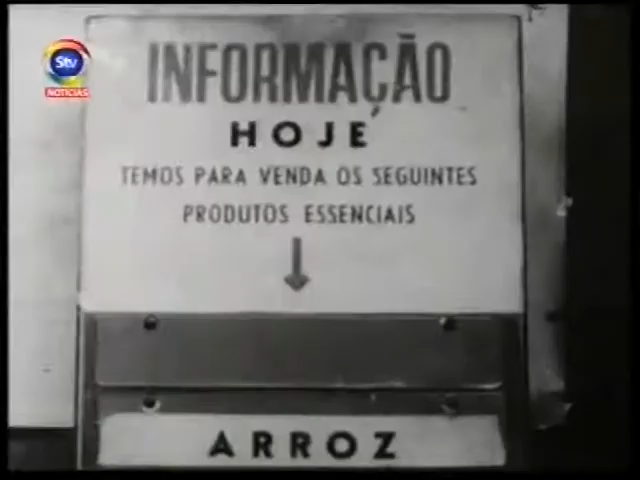 Stv
NOTÍCIAS
INFORMAÇÃO
HOJE
TEMOS PARA VENDA OS SEGUINTES
PRODUTOS ESSENCIAIS
ARROZ